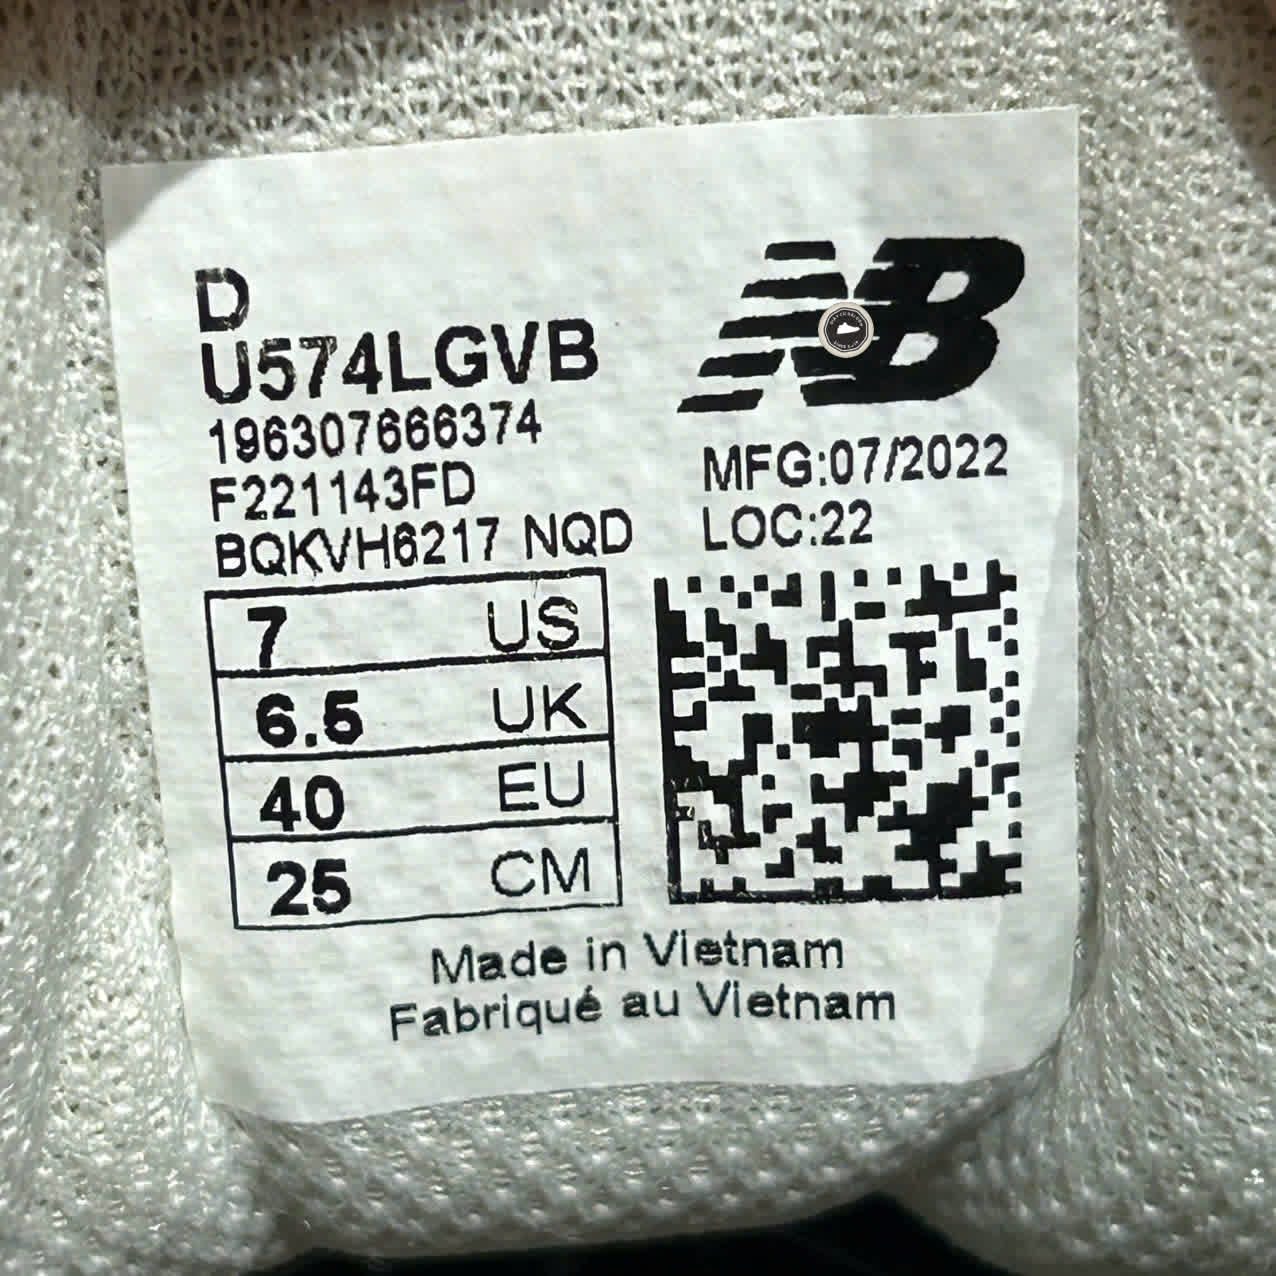 D
U574LGVB
196307666374
F221143FD
BQKVH6217 NQD
NB
MFG:07/2022
LOC:22
7 US
6.5 UK
40 EU
25 CM
Made in Vietnam
Fabriqué au Vietnam